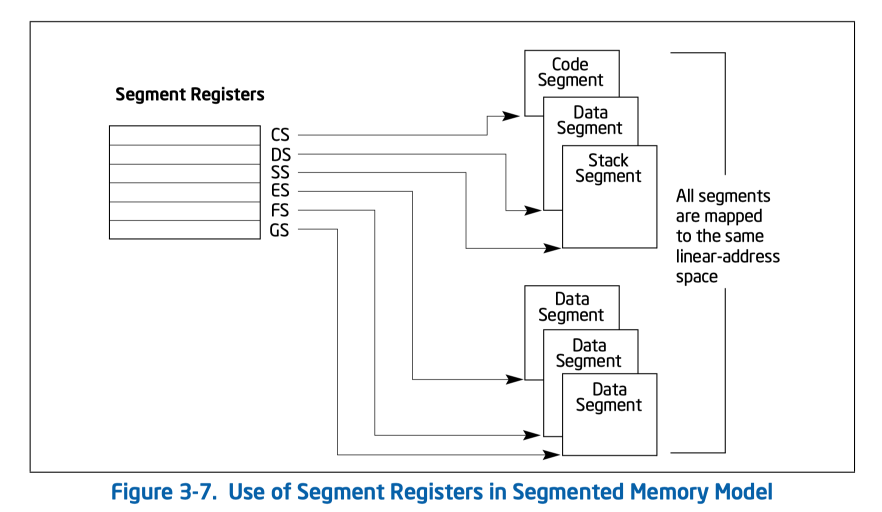 Segment Registers
CS
DS
SS
ES
FS
GS
Code
Segment
Data
Segment
Stack
Segment
Data
Segment
Data
Segment
Data
Segment
All segments
are mapped
to the same
linear-address
space
Figure 3-7. Use of Segment Registers in Segmented Memory Model